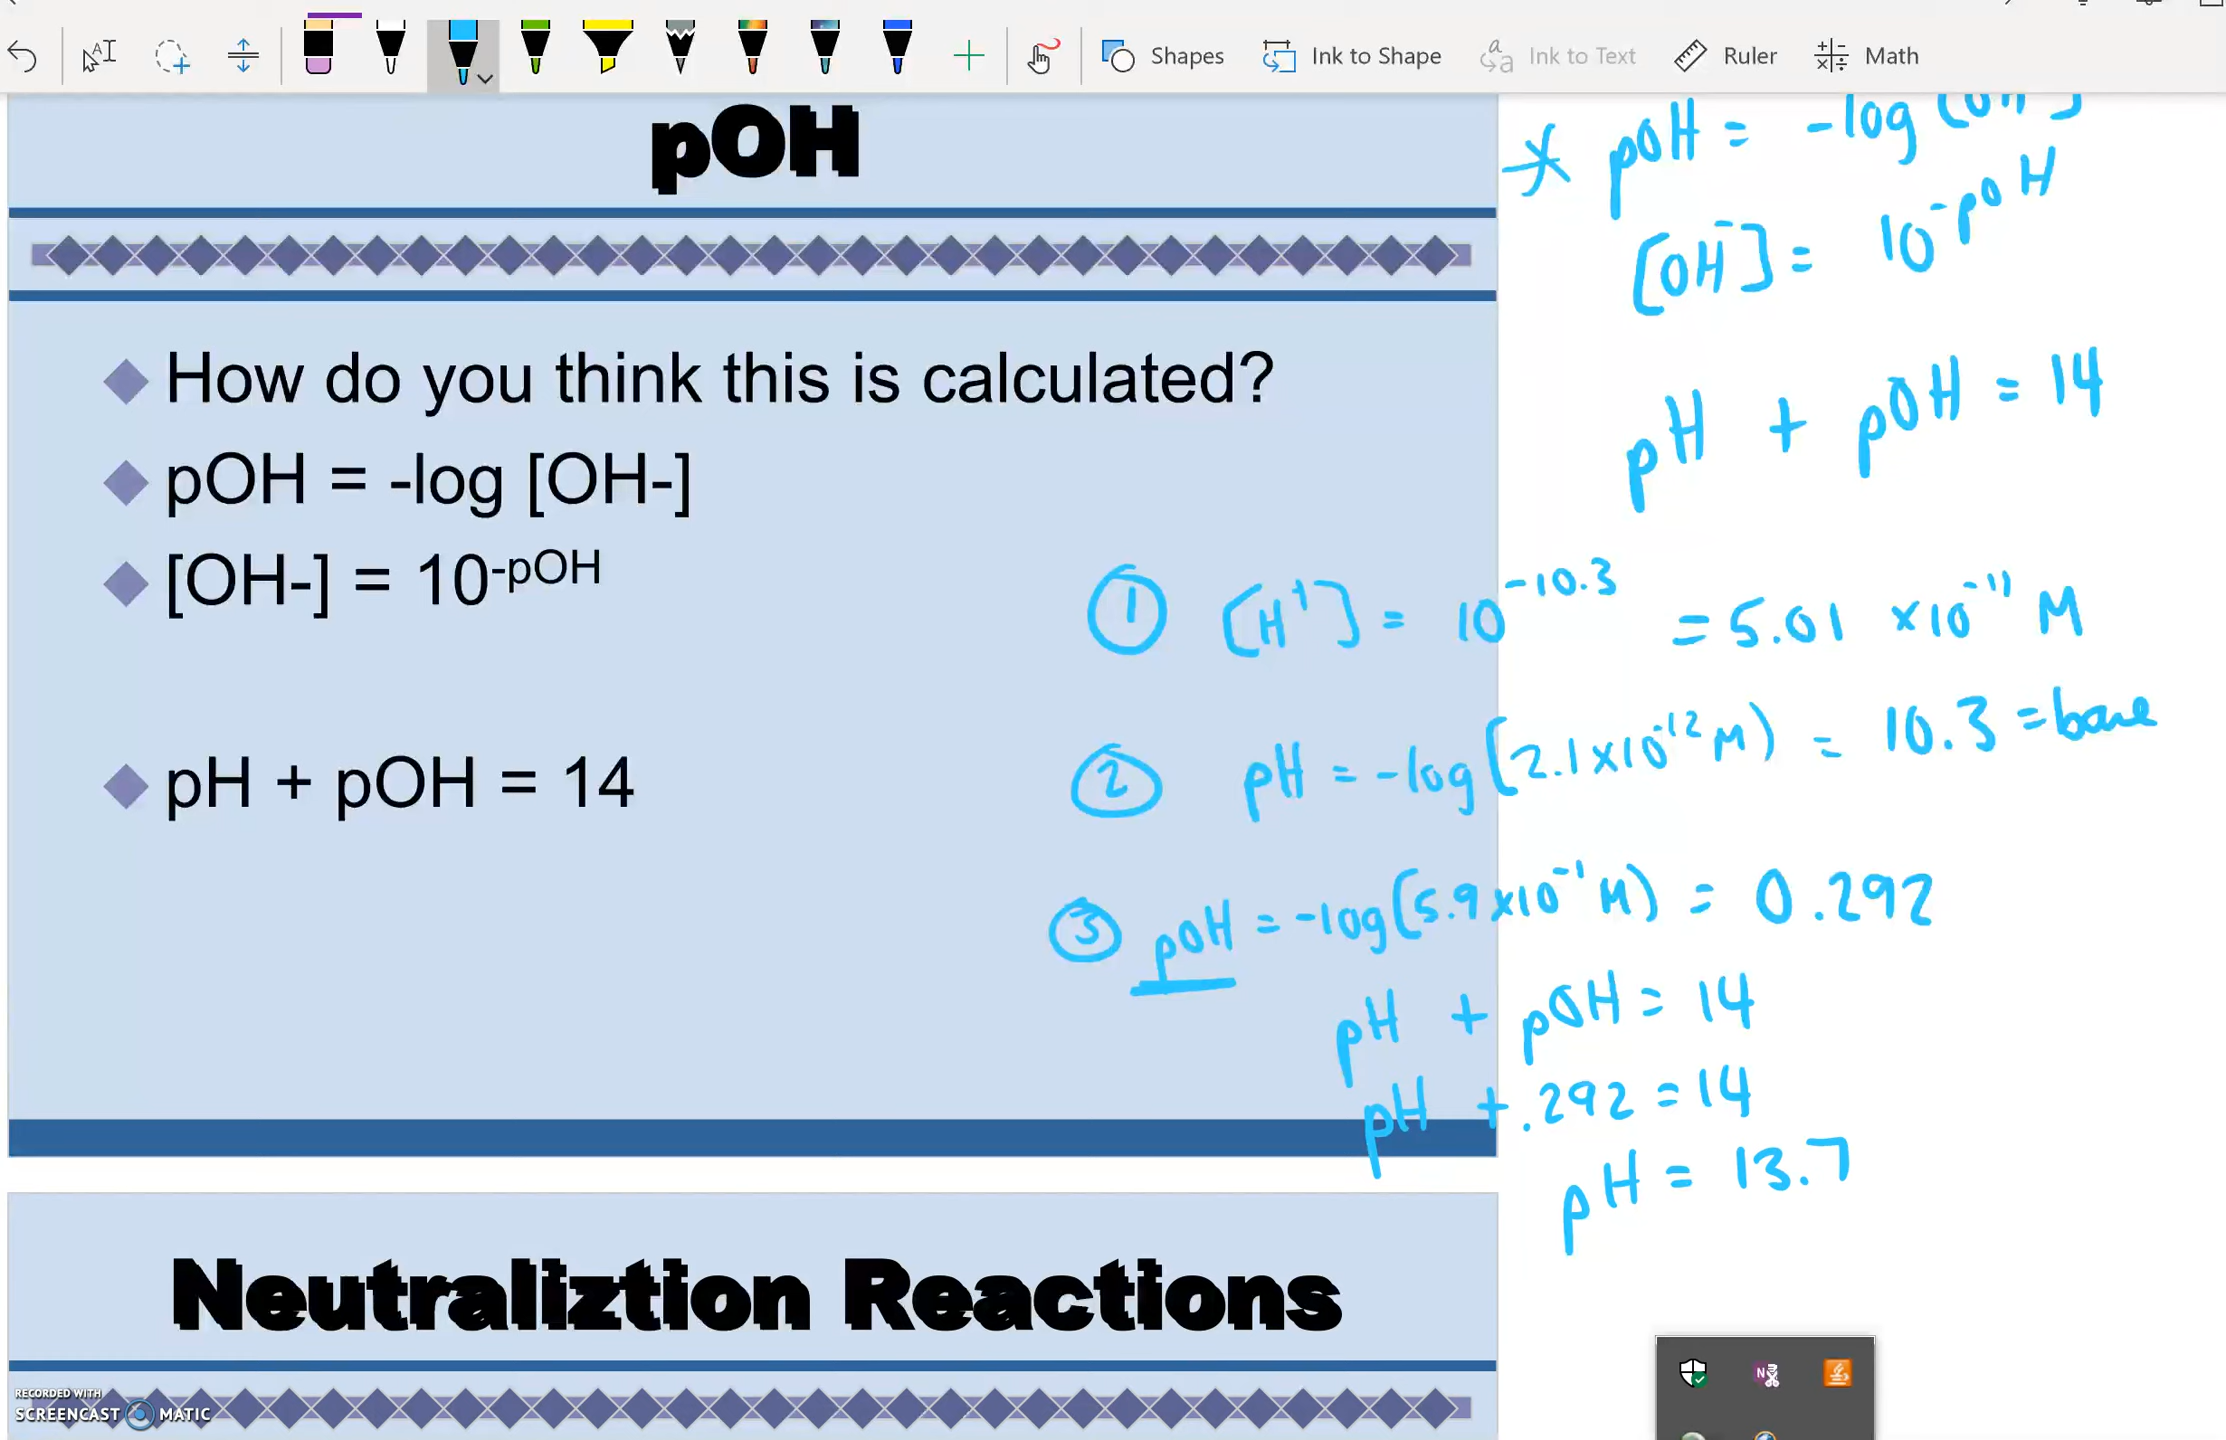 Shapes Ink to Shape Ink to Text Ruler Math
pOH
How do you think this is calculated?
pOH = -log [OH-]
[OH-] = 10-pOH
pH + pOH = 14
pOH = -log [OH-]
[OH-] = 10-pOH
pH + pOH = 14
① [H+] = 10-10.3 = 5.01 x10-11 M
② pH = -log(2.1x10-12 M) = 10.3 = base
③ pOH = -log(5.9x10-1 M) = 0.292
pH + pOH = 14
pH + .292 = 14
pH = 13.7
Neutraliztion Reactions
RECORDED WITH
SCREENCAST MATIC